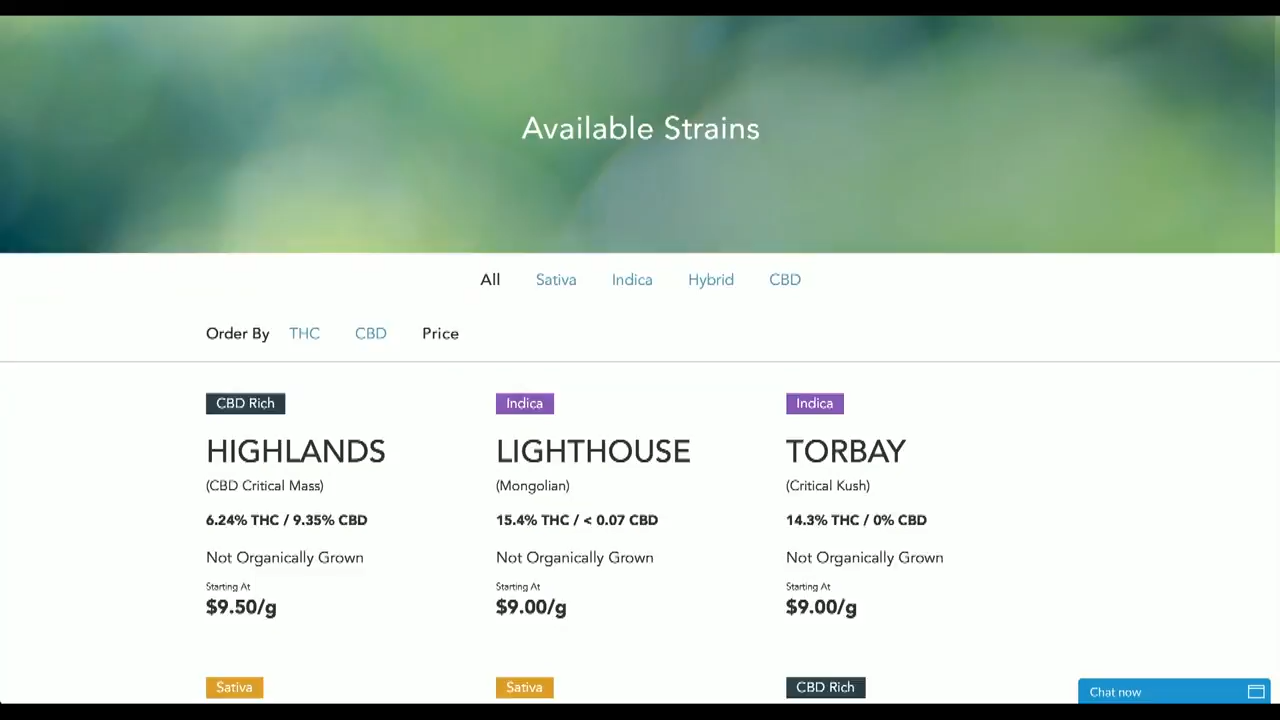 Available Strains
All Sativa Indica Hybrid CBD
Order By THC CBD Price
CBD Rich
HIGHLANDS
(CBD Critical Mass)
6.24% THC / 9.35% CBD
Not Organically Grown
Starting At
$9.50/g
Indica
LIGHTHOUSE
(Mongolian)
15.4% THC / < 0.07 CBD
Not Organically Grown
Starting At
$9.00/g
Indica
TORBAY
(Critical Kush)
14.3% THC / 0% CBD
Not Organically Grown
Starting At
$9.00/g
Sativa
Sativa
CBD Rich
Chat now